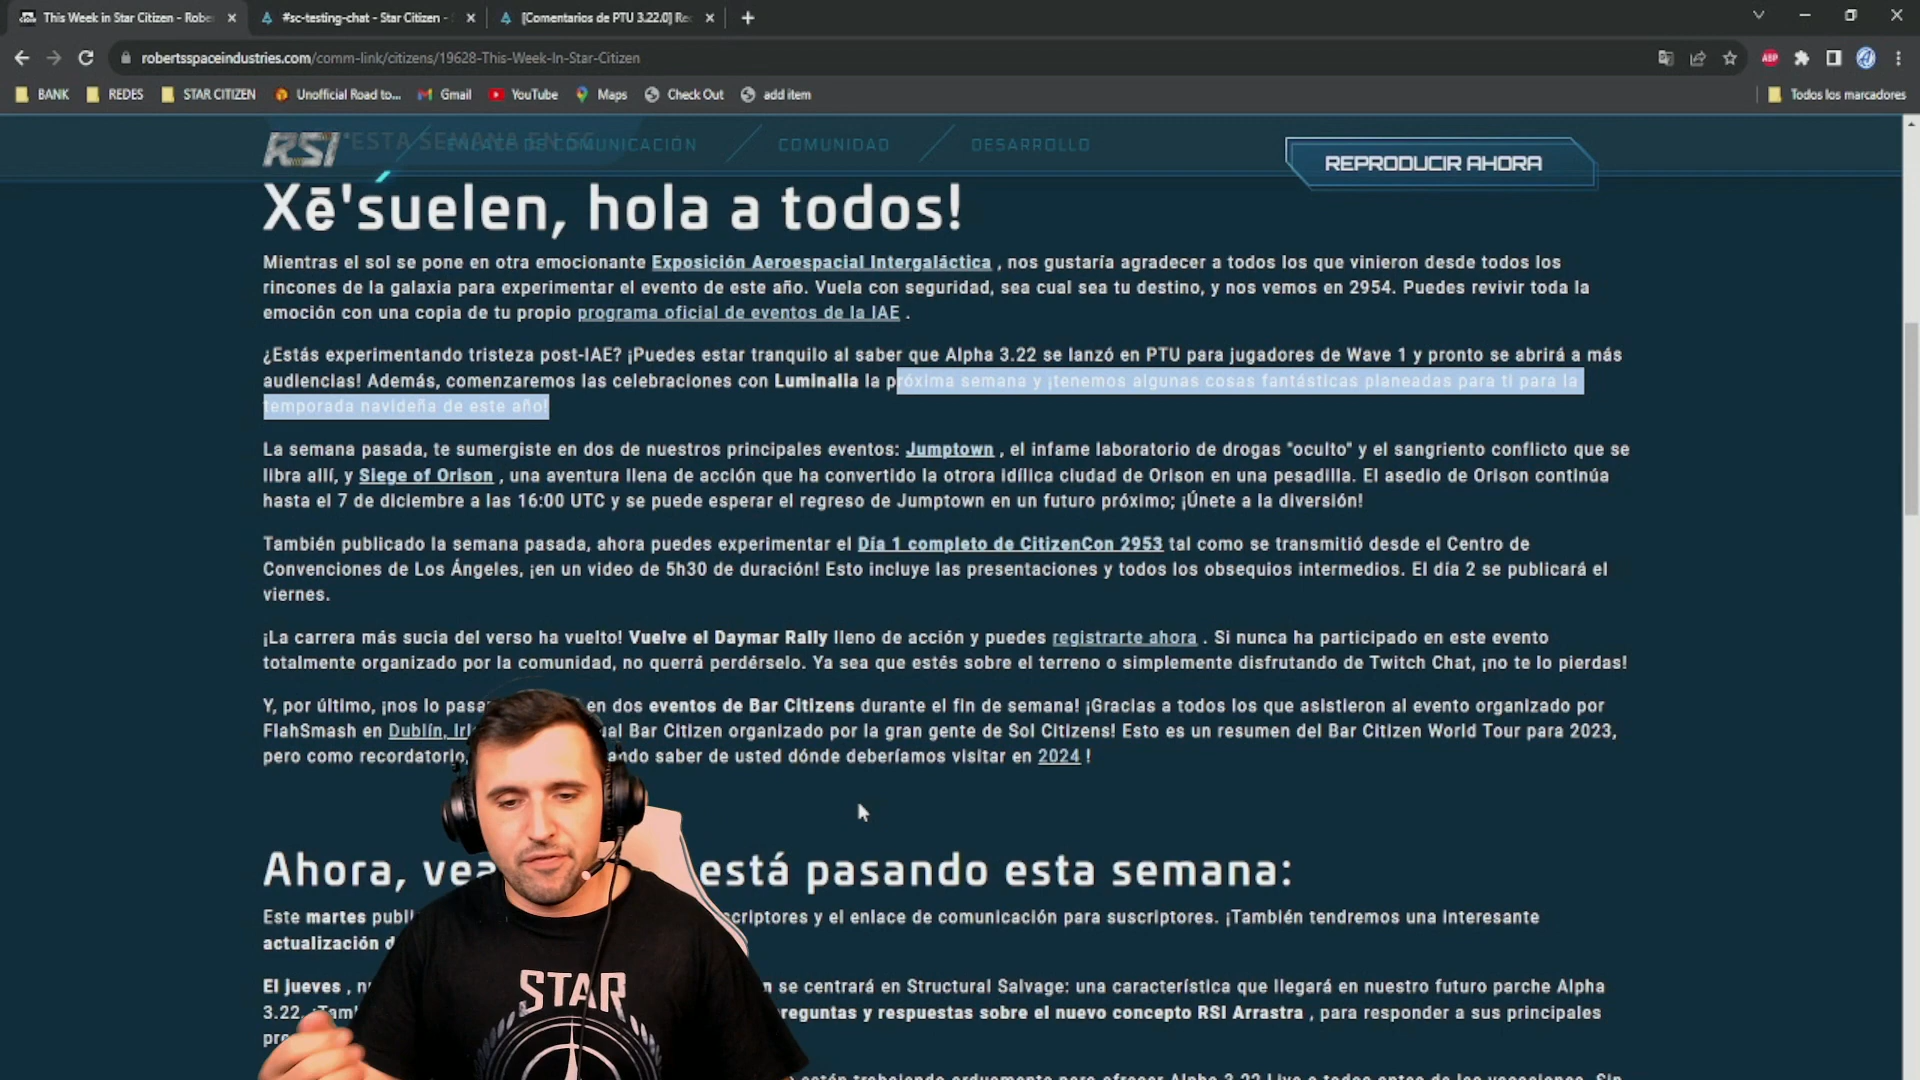 This Week in Star Citizen - Robe
#sc-testing-chat - Star Citizen -
[Comentarios de PTU 3.22.0] Re
robertsspaceindustries.com/comm-link/citizens/19628-This-Week-In-Star-Citizen
ABP
BANK REDES STAR CITIZEN Unofficial Road to... Gmail YouTube Maps Check Out add item Todos los marcadores
RSI ESTA SEMANA EN SC ENLACE DE COMUNICACIÓN COMUNIDAD DESARROLLO REPRODUCIR AHORA
Xē'suelen, hola a todos!
Mientras el sol se pone en otra emocionante Exposición Aeroespacial Intergaláctica , nos gustaría agradecer a todos los que vinieron desde todos los
rincones de la galaxia para experimentar el evento de este año. Vuela con seguridad, sea cual sea tu destino, y nos vemos en 2954. Puedes revivir toda la
emoción con una copia de tu propio programa oficial de eventos de la IAE .
¿Estás experimentando tristeza post-IAE? ¡Puedes estar tranquilo al saber que Alpha 3.22 se lanzó en PTU para jugadores de Wave 1 y pronto se abrirá a más
audiencias! Además, comenzaremos las celebraciones con Luminalia la próxima semana y ¡tenemos algunas cosas fantásticas planeadas para ti para la
temporada navideña de este año!
La semana pasada, te sumergiste en dos de nuestros principales eventos: Jumptown , el infame laboratorio de drogas "oculto" y el sangriento conflicto que se
libra allí, y Siege of Orison , una aventura llena de acción que ha convertido la otrora idílica ciudad de Orison en una pesadilla. El asedio de Orison continúa
hasta el 7 de diciembre a las 16:00 UTC y se puede esperar el regreso de Jumptown en un futuro próximo; ¡Únete a la diversión!
También publicado la semana pasada, ahora puedes experimentar el Día 1 completo de CitizenCon 2953 tal como se transmitió desde el Centro de
Convenciones de Los Ángeles, ¡en un video de 5h30 de duración! Esto incluye las presentaciones y todos los obsequios intermedios. El día 2 se publicará el
viernes.
¡La carrera más sucia del verso ha vuelto! Vuelve el Daymar Rally lleno de acción y puedes registrarte ahora . Si nunca ha participado en este evento
totalmente organizado por la comunidad, no querrá perdérselo. Ya sea que estés sobre el terreno o simplemente disfrutando de Twitch Chat, ¡no te lo pierdas!
Y, por último, ¡nos lo pasa en dos eventos de Bar Citizens durante el fin de semana! ¡Gracias a todos los que asistieron al evento organizado por
FlahSmash en Dublín, Irl ual Bar Citizen organizado por la gran gente de Sol Citizens! Esto es un resumen del Bar Citizen World Tour para 2023,
pero como recordatorio, ando saber de usted dónde deberíamos visitar en 2024 !
Ahora, vea está pasando esta semana:
Este martes publi scriptores y el enlace de comunicación para suscriptores. ¡También tendremos una interesante
actualización d
El jueves , n n se centrará en Structural Salvage: una característica que llegará en nuestro futuro parche Alpha
3.22. ¡Tam reguntas y respuestas sobre el nuevo concepto RSI Arrastra , para responder a sus principales
pre
están trabajando arduamente para ofrecer Alpha 3.22 Live a todos antes de las vacaciones. Sin
STAR